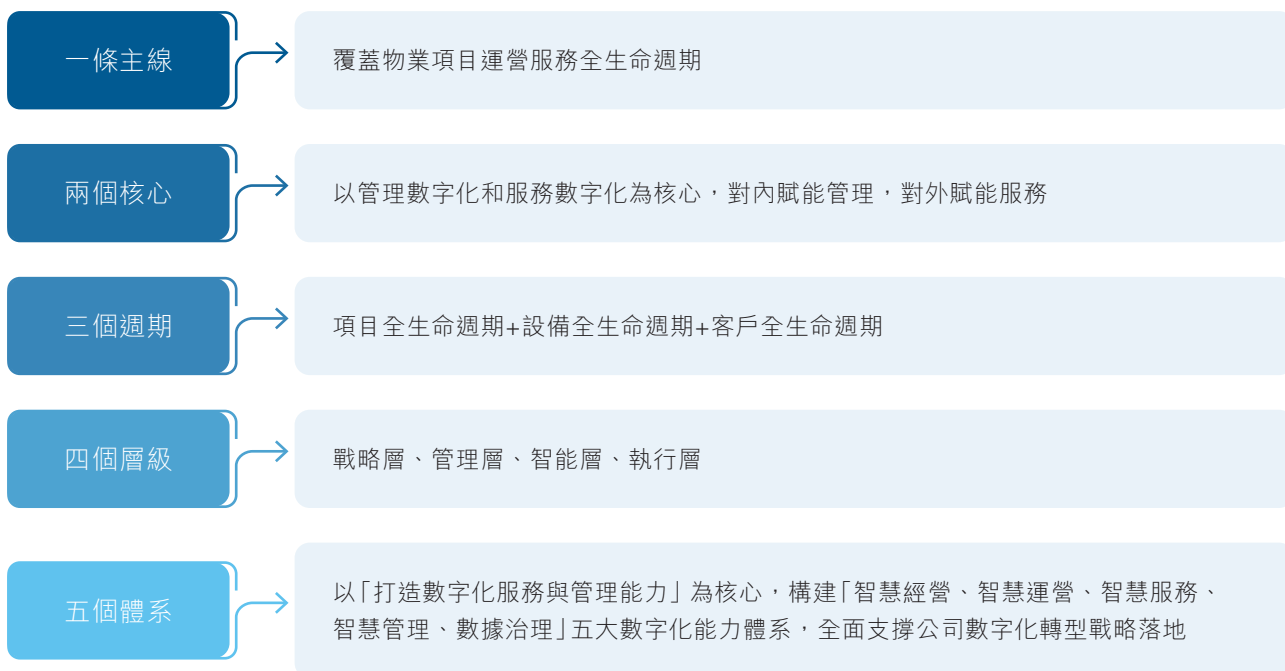 一條主線
覆蓋物業項目運營服務全生命週期
兩個核心
以管理數字化和服務數字化為核心，對內賦能管理，對外賦能服務
三個週期
項目全生命週期+設備全生命週期+客戶全生命週期
四個層級
戰略層、管理層、智能層、執行層
五個體系
以「打造數字化服務與管理能力」為核心，構建「智慧經營、智慧運營、智慧服務、
智慧管理、數據治理」五大數字化能力體系，全面支撐公司數字化轉型戰略落地